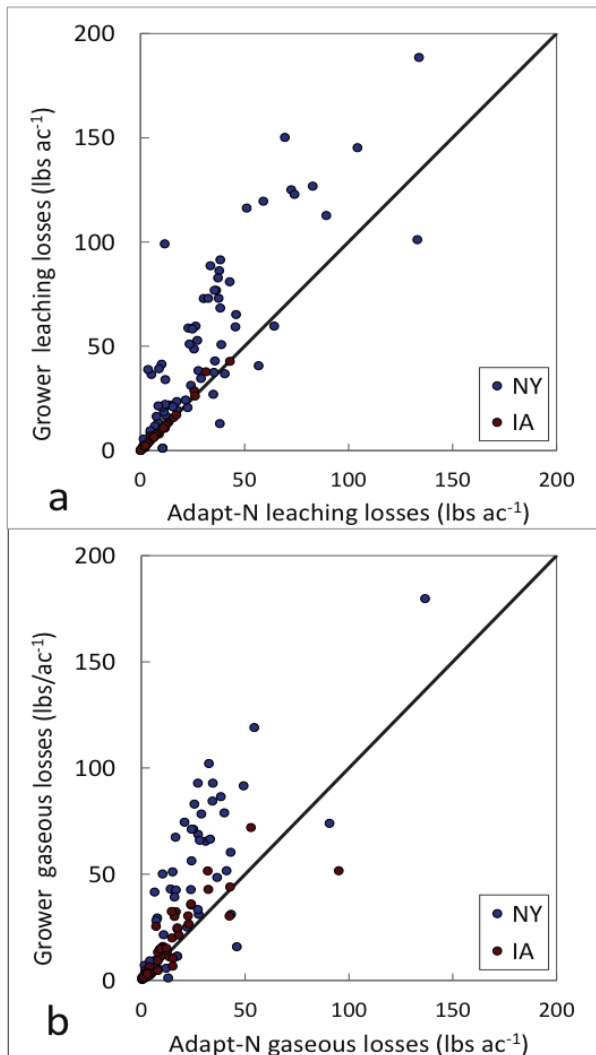 200
150
100
50
0
Grower leaching losses (lbs ac⁻¹)
NY
IA
a
0 50 100 150 200
Adapt-N leaching losses (lbs ac⁻¹)
200
150
100
50
0
Grower gaseous losses (lbs/ac⁻¹)
NY
IA
b
0 50 100 150 200
Adapt-N gaseous losses (lbs ac⁻¹)